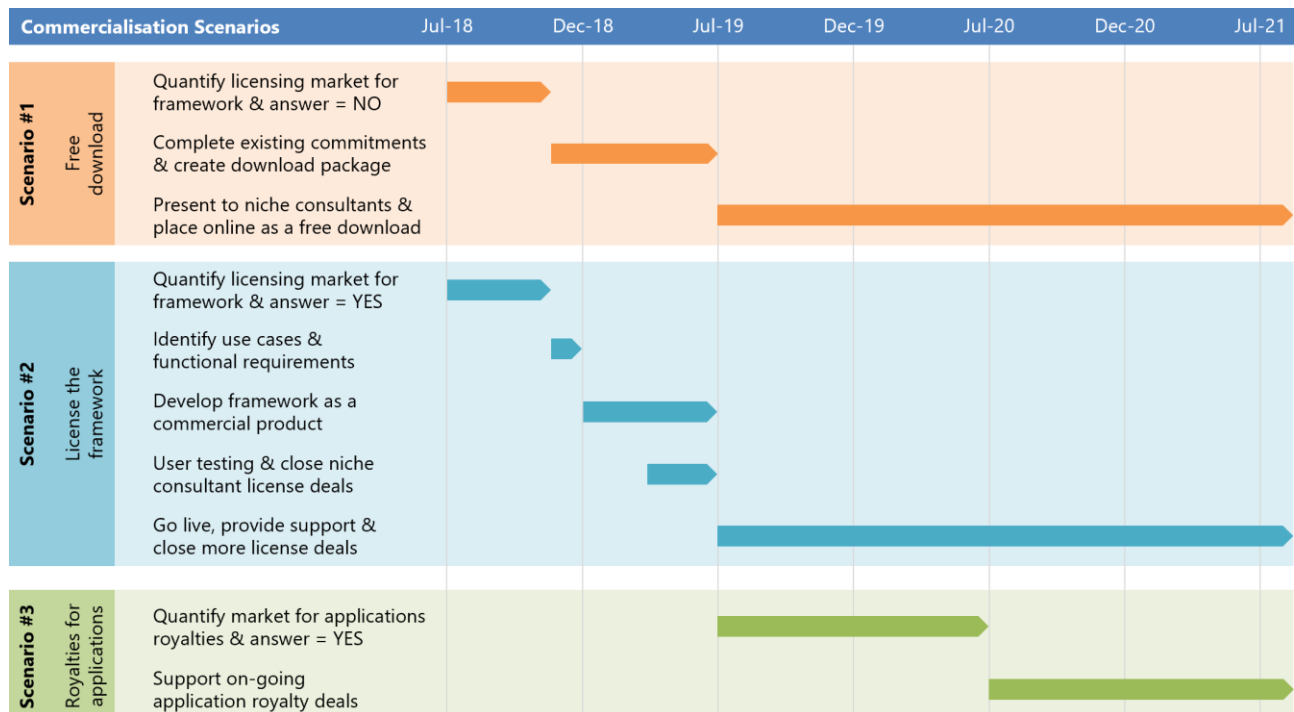 Commercialisation Scenarios Jul-18 Dec-18 Jul-19 Dec-19 Jul-20 Dec-20 Jul-21
Scenario #1
Free
download
Quantify licensing market for
framework & answer = NO
Complete existing commitments
& create download package
Present to niche consultants &
place online as a free download
Scenario #2
License the
framework
Quantify licensing market for
framework & answer = YES
Identify use cases &
functional requirements
Develop framework as a
commercial product
User testing & close niche
consultant license deals
Go live, provide support &
close more license deals
Scenario #3
Royalties for
applications
Quantify market for applications
royalties & answer = YES
Support on-going
application royalty deals